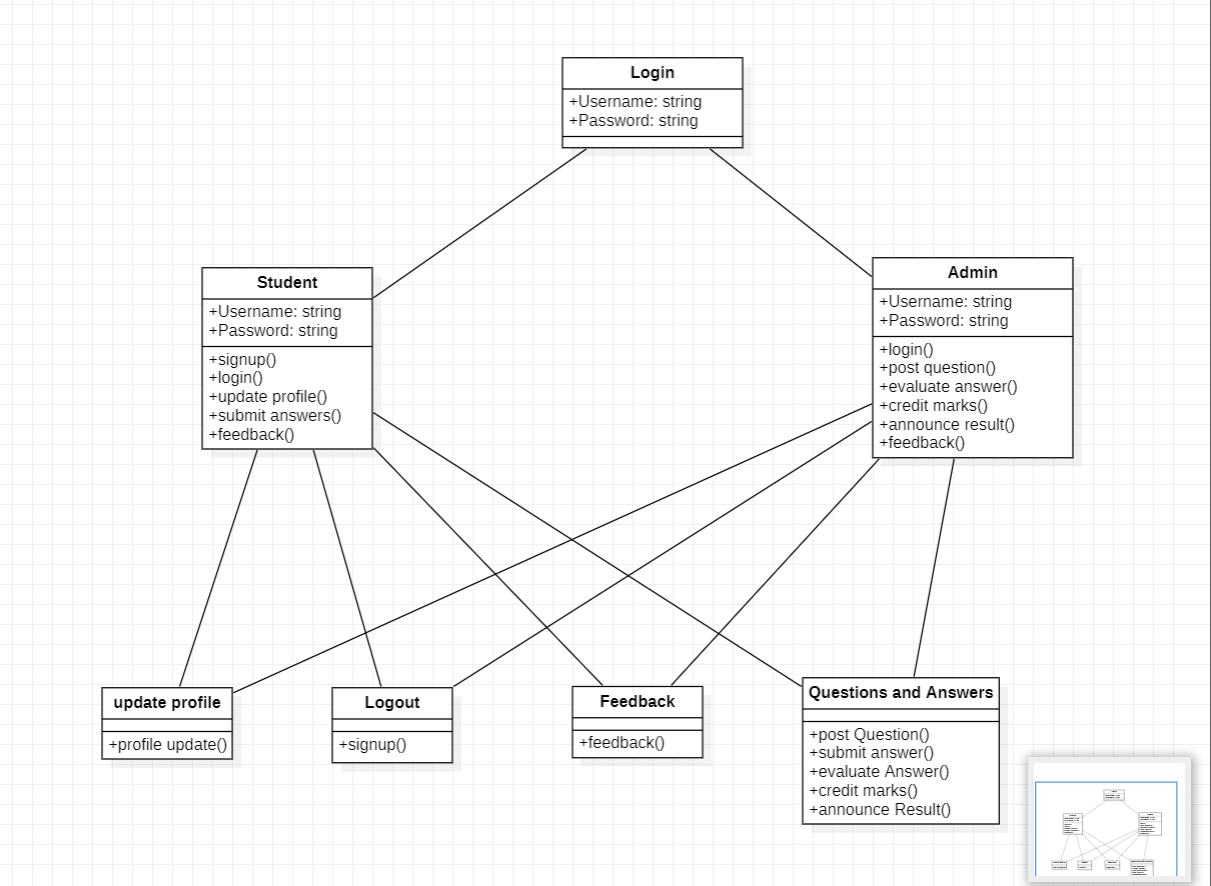 Login
+Username: string
+Password: string
Student
+Username: string
+Password: string
+signup()
+login()
+update profile()
+submit answers()
+feedback()
Admin
+Username: string
+Password: string
+login()
+post question()
+evaluate answer()
+credit marks()
+announce result()
+feedback()
update profile
+profile update()
Logout
+signup()
Feedback
+feedback()
Questions and Answers
+post Question()
+submit answer()
+evaluate Answer()
+credit marks()
+announce Result()